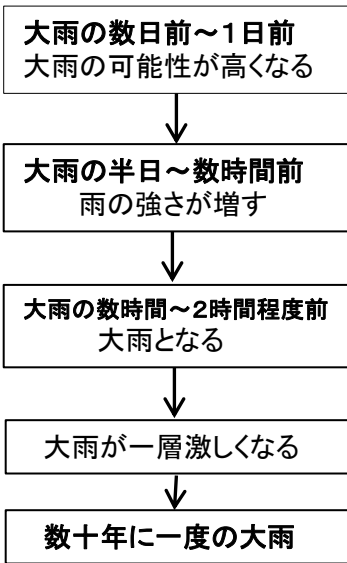 大雨の数日前～１日前
大雨の可能性が高くなる
大雨の半日～数時間前
雨の強さが増す
大雨の数時間～２時間程度前
大雨となる
大雨が一層激しくなる
数十年に一度の大雨